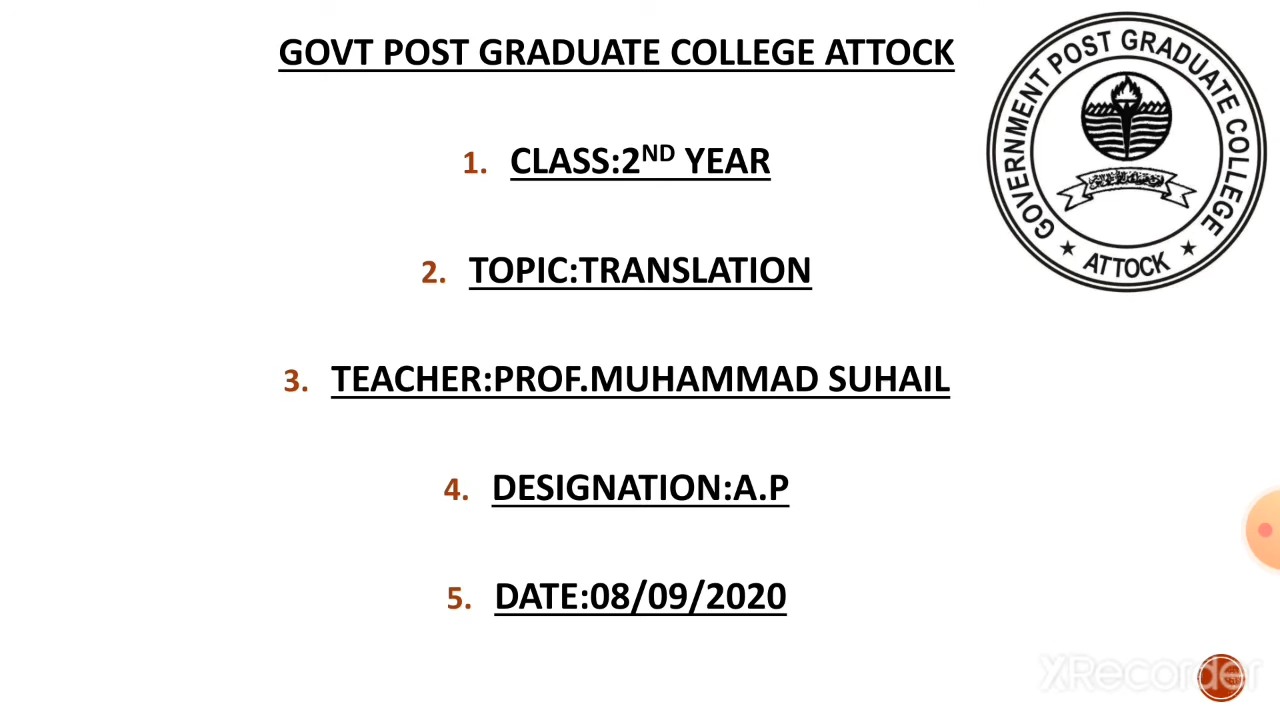 GOVT POST GRADUATE COLLEGE ATTOCK
GOVERNMENT POST GRADUATE COLLEGE
ATTOCK
1. CLASS:2ND YEAR
2. TOPIC:TRANSLATION
3. TEACHER:PROF.MUHAMMAD SUHAIL
4. DESIGNATION:A.P
5. DATE:08/09/2020
XRecorder